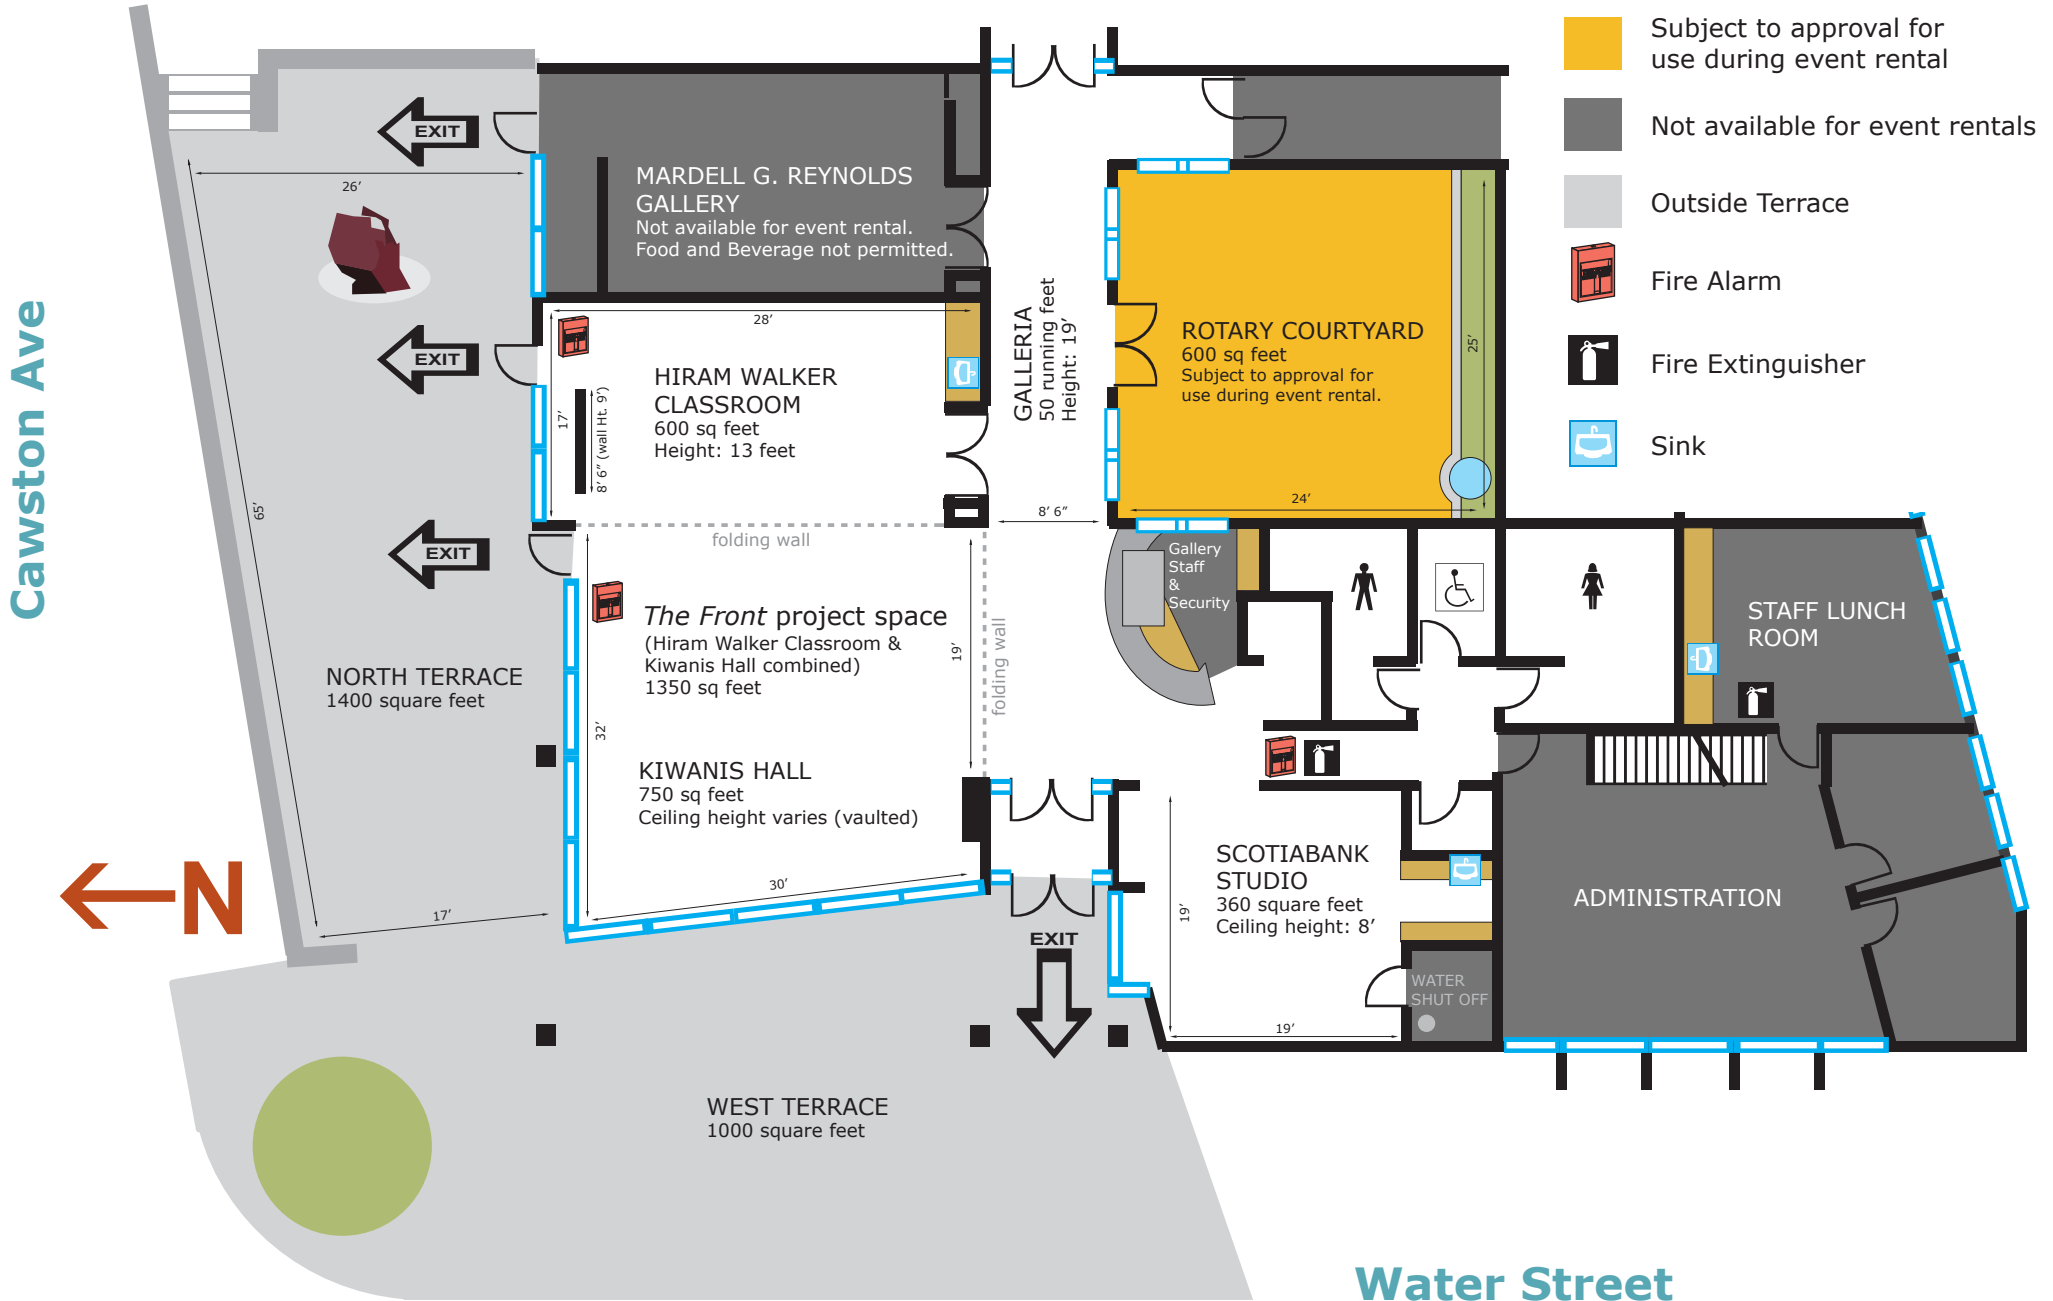 Subject to approval for
use during event rental
Not available for event rentals
Outside Terrace
Fire Alarm
Fire Extinguisher
Sink
EXIT
26’
MARDELL G. REYNOLDS
GALLERY
Not available for event rental.
Food and Beverage not permitted.
Cawston Ave
65’
EXIT
28’
17’
8’ 6” (wall Ht. 9’)
HIRAM WALKER
CLASSROOM
600 sq feet
Height: 13 feet
GALLERIA
50 running feet
Height: 19’
ROTARY COURTYARD
600 sq feet
Subject to approval for
use during event rental.
25’
24’
8’ 6”
EXIT
folding wall
folding wall
The Front project space
(Hiram Walker Classroom &
Kiwanis Hall combined)
1350 sq feet
19’
32’
Gallery
Staff
&
Security
STAFF LUNCH
ROOM
NORTH TERRACE
1400 square feet
KIWANIS HALL
750 sq feet
Ceiling height varies (vaulted)
30’
17’
N
SCOTIABANK
STUDIO
360 square feet
Ceiling height: 8’
19’
19’
ADMINISTRATION
EXIT
WATER
SHUT OFF
WEST TERRACE
1000 square feet
Water Street